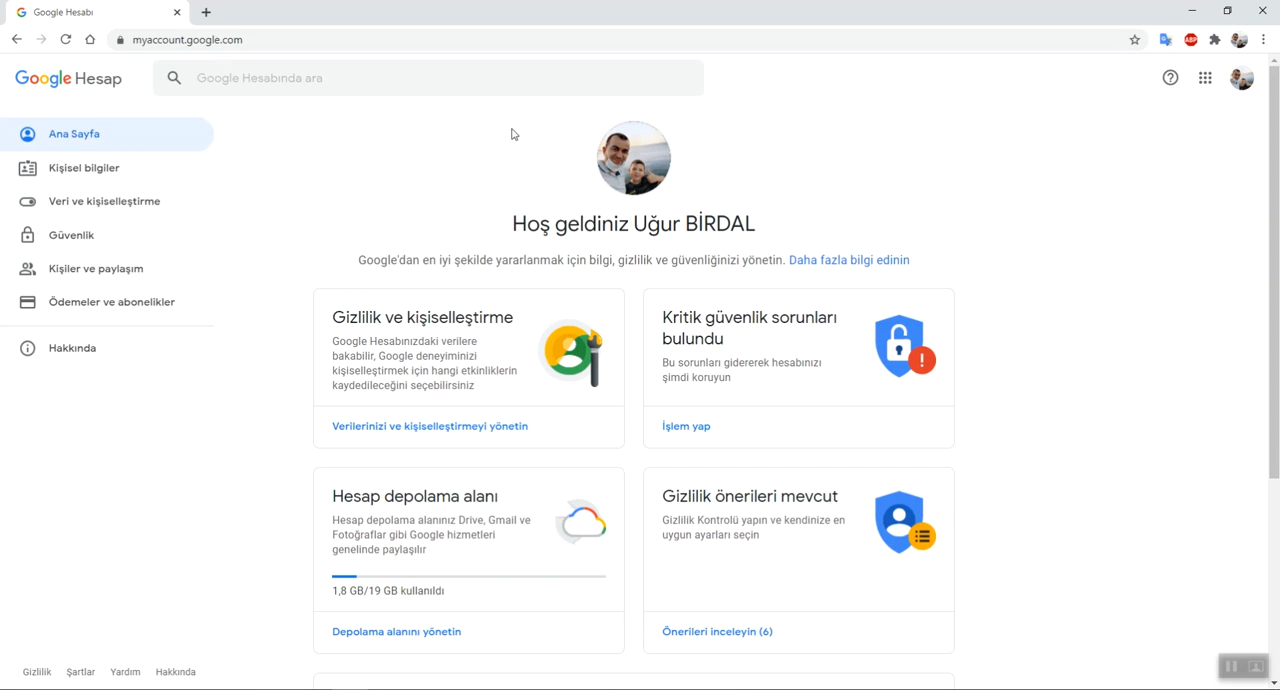 Google Hesabı
myaccount.google.com
ABP
Google Hesap
Google Hesabında ara
Ana Sayfa
Kişisel bilgiler
Veri ve kişiselleştirme
Güvenlik
Kişiler ve paylaşım
Ödemeler ve abonelikler
Hakkında
Hoş geldiniz Uğur BİRDAL
Google'dan en iyi şekilde yararlanmak için bilgi, gizlilik ve güvenliğinizi yönetin. Daha fazla bilgi edinin
Gizlilik ve kişiselleştirme
Google Hesabınızdaki verilere
bakabilir, Google deneyiminizi
kişiselleştirmek için hangi etkinliklerin
kaydedileceğini seçebilirsiniz
Verilerinizi ve kişiselleştirmeyi yönetin
Kritik güvenlik sorunları
bulundu
Bu sorunları gidererek hesabınızı
şimdi koruyun
İşlem yap
Hesap depolama alanı
Hesap depolama alanınız Drive, Gmail ve
Fotoğraflar gibi Google hizmetleri
genelinde paylaşılır
1,8 GB/19 GB kullanıldı
Depolama alanını yönetin
Gizlilik önerileri mevcut
Gizlilik Kontrolü yapın ve kendinize en
uygun ayarları seçin
Önerileri inceleyin (6)
Gizlilik Şartlar Yardım Hakkında